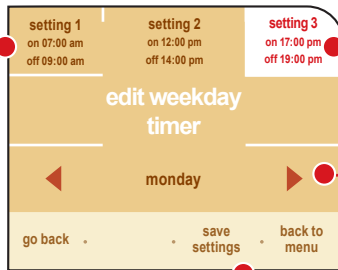 setting 1
on 07:00 am
off 09:00 am
setting 2
on 12:00 pm
off 14:00 pm
setting 3
on 17:00 pm
off 19:00 pm
edit weekday
timer
monday
go back
save
settings
back to
menu